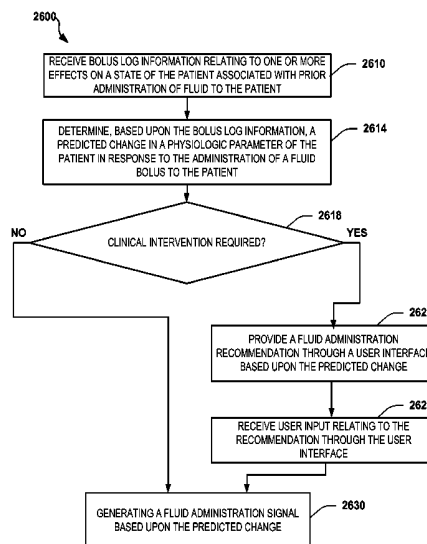 2600
RECEIVE BOLUS LOG INFORMATION RELATING TO ONE OR MORE
EFFECTS ON A STATE OF THE PATIENT ASSOCIATED WITH PRIOR
ADMINISTRATION OF FLUID TO THE PATIENT
2610
DETERMINE, BASED UPON THE BOLUS LOG INFORMATION, A
PREDICTED CHANGE IN A PHYSIOLOGIC PARAMETER OF THE
PATIENT IN RESPONSE TO THE ADMINISTRATION OF A FLUID
BOLUS TO THE PATIENT
2614
2618
NO
CLINICAL INTERVENTION REQUIRED?
YES
262
PROVIDE A FLUID ADMINISTRATION
RECOMMENDATION THROUGH A USER INTERFACE
BASED UPON THE PREDICTED CHANGE
262
RECEIVE USER INPUT RELATING TO THE
RECOMMENDATION THROUGH THE USER
INTERFACE
GENERATING A FLUID ADMINISTRATION SIGNAL
BASED UPON THE PREDICTED CHANGE
2630